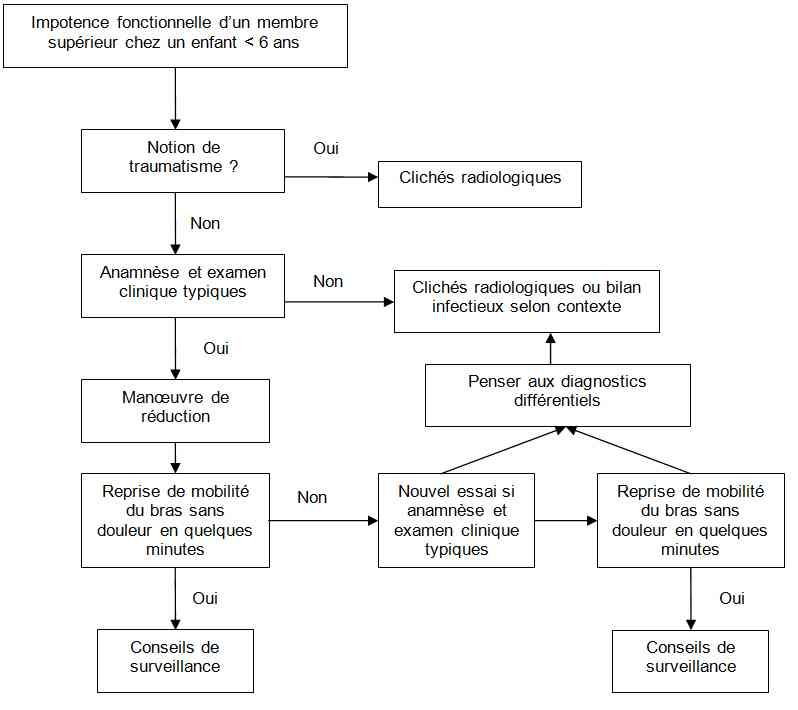 Impotence fonctionnelle d'un membre
supérieur chez un enfant < 6 ans
Notion de
traumatisme ?
Oui
Clichés radiologiques
Non
Anamnèse et examen
clinique typiques
Non
Clichés radiologiques ou bilan
infectieux selon contexte
Oui
Penser aux diagnostics
différentiels
Manœuvre de
réduction
Reprise de mobilité
du bras sans
douleur en quelques
minutes
Non
Nouvel essai si
anamnèse et
examen clinique
typiques
Reprise de mobilité
du bras sans
douleur en quelques
minutes
Oui
Oui
Conseils de
surveillance
Conseils de
surveillance